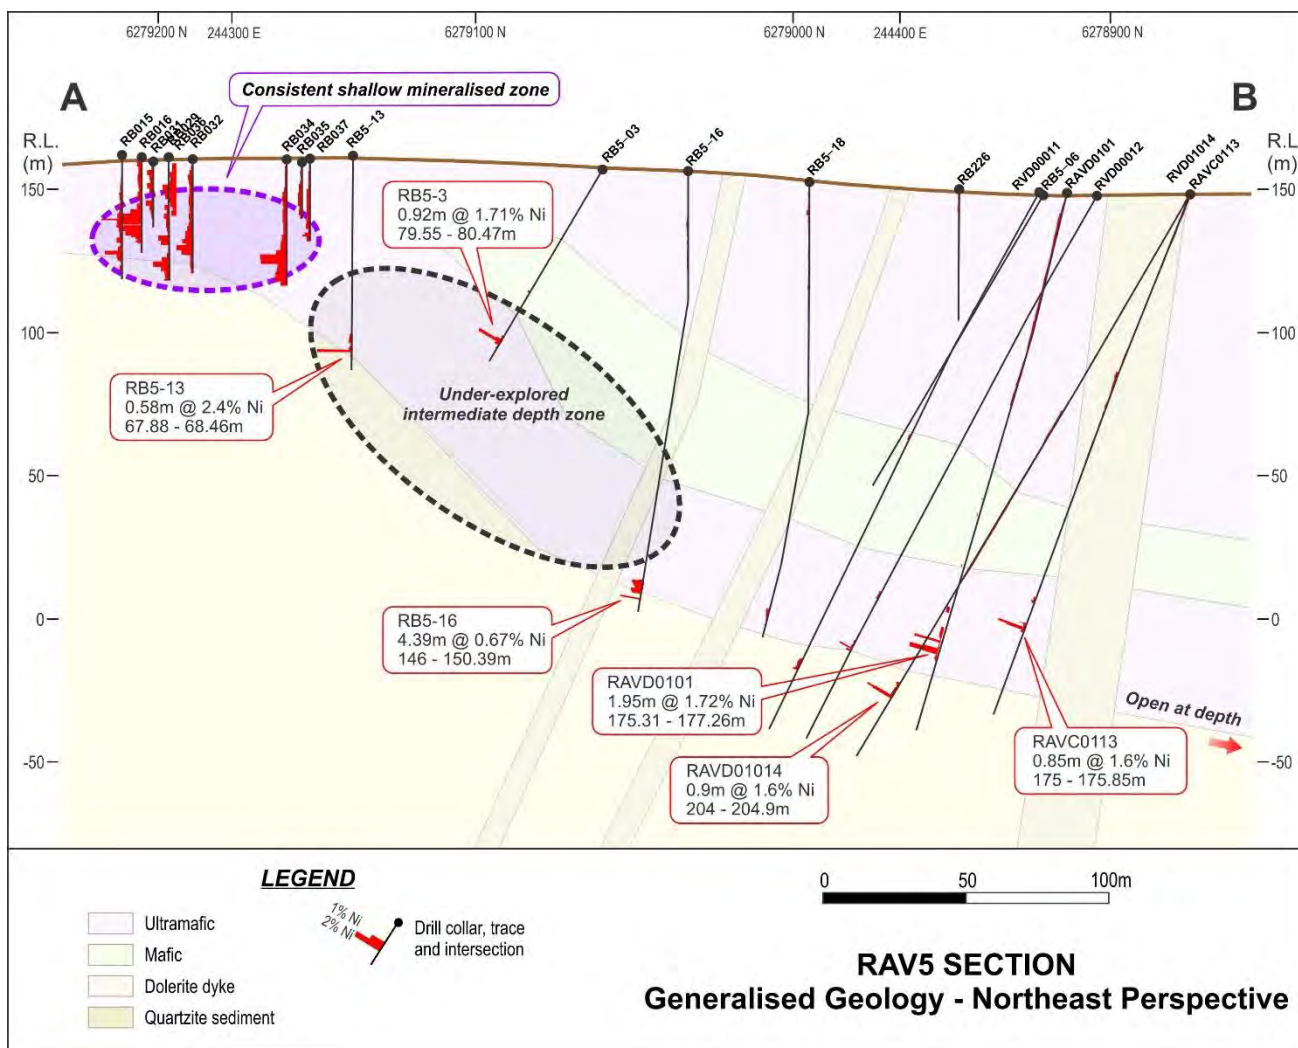 6279200 N
244300 E
6279100 N
6279000 N
244400 E
6278900 N
Consistent shallow mineralised zone
A
B
R.L.
(m)
R.L.
(m)
RB015
RB016
RB031
RB029
RB036
RB032
RB034
RB035
RB037
RB5-13
RB5-03
RB5-16
RB5-18
RB226
RVD00011
RB5-06
RAVD0101
RVD00012
RVD01014
RAVC0113
150
100
50
0
-50
150
100
50
0
-50
RB5-3
0.92m @ 1.71% Ni
79.55 - 80.47m
RB5-13
0.58m @ 2.4% Ni
67.88 - 68.46m
Under-explored
intermediate depth zone
RB5-16
4.39m @ 0.67% Ni
146 - 150.39m
RAVD0101
1.95m @ 1.72% Ni
175.31 - 177.26m
RAVD01014
0.9m @ 1.6% Ni
204 - 204.9m
RAVC0113
0.85m @ 1.6% Ni
175 - 175.85m
Open at depth
LEGEND
Ultramafic
Mafic
Dolerite dyke
Quartzite sediment
1% Ni
2% Ni
Drill collar, trace
and intersection
0 50 100m
RAV5 SECTION
Generalised Geology - Northeast Perspective